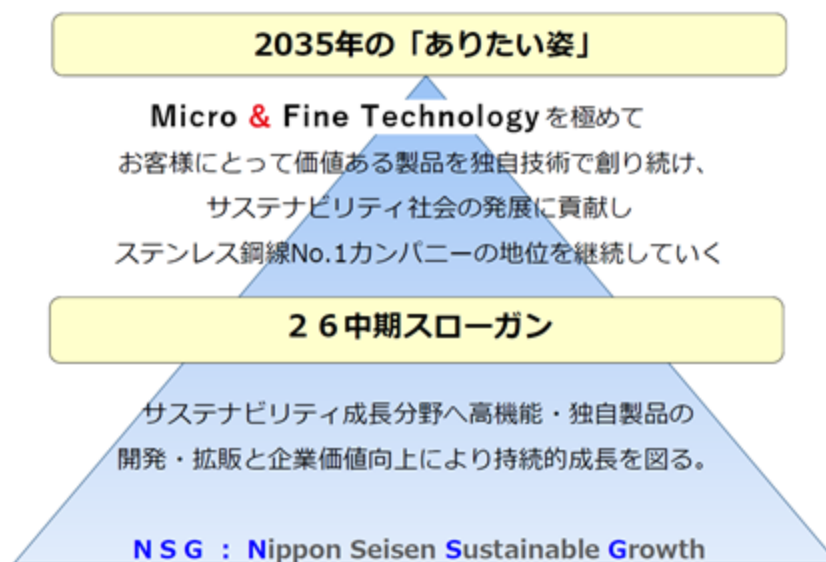 2035年の「ありたい姿」
Micro & Fine Technologyを極めて
お客様にとって価値ある製品を独自技術で創り続け、
サステナビリティ社会の発展に貢献し
ステンレス鋼線No.1カンパニーの地位を継続していく
２６中期スローガン
サステナビリティ成長分野へ高機能・独自製品の
開発・拡販と企業価値向上により持続的成長を図る。
ＮＳＧ：Nippon Seisen Sustainable Growth